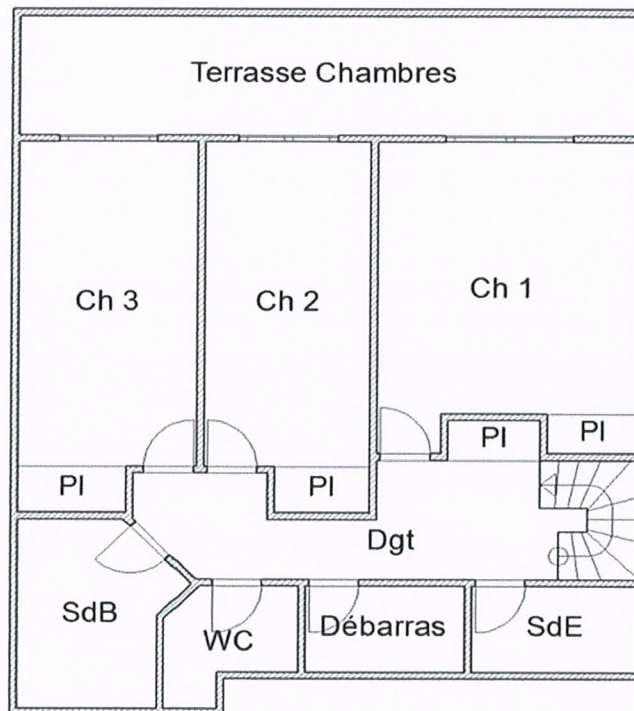 Terrasse Chambres
Ch 3
Ch 2
Ch 1
Pl
Pl
Pl
Pl
Dgt
SdB
WC
Débarras
SdE